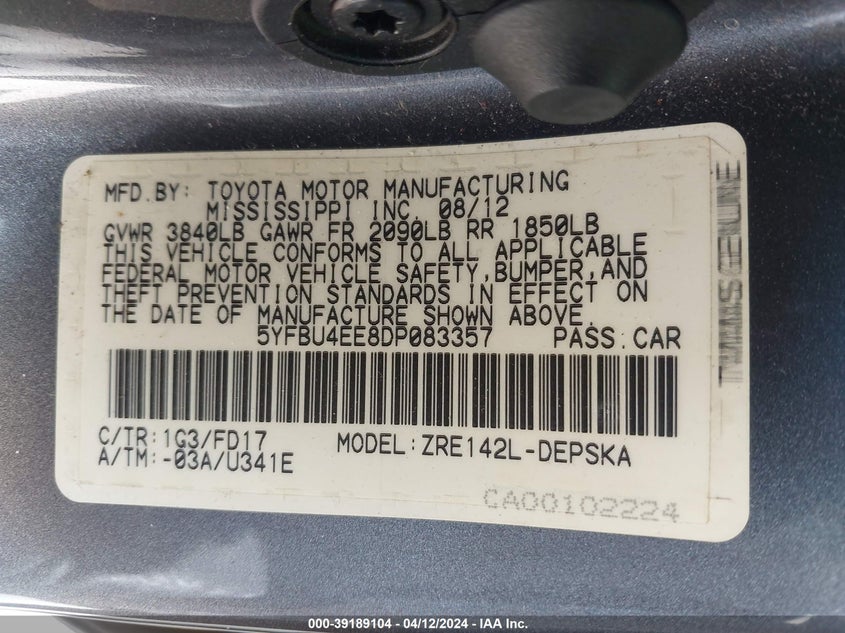 MFD.BY: TOYOTA MOTOR MANUFACTURING
MISSISSIPPI INC. 08/12
GVWR 3840LB GAWR FR 2090LB RR 1850LB
THIS VEHICLE CONFORMS TO ALL APPLICABLE
FEDERAL MOTOR VEHICLE SAFETY,BUMPER,AND
THEFT PREVENTION STANDARDS IN EFFECT ON
THE DATE OF MANUFACTURE SHOWN ABOVE.
5YFBU4EE8DP083357 PASS.CAR
C/TR:1G3/FD17 MODEL:ZRE142L-DEPSKA
A/TM:-03A/U341E
CA00102224
000-39189104 - 04/12/2024 - IAA Inc.